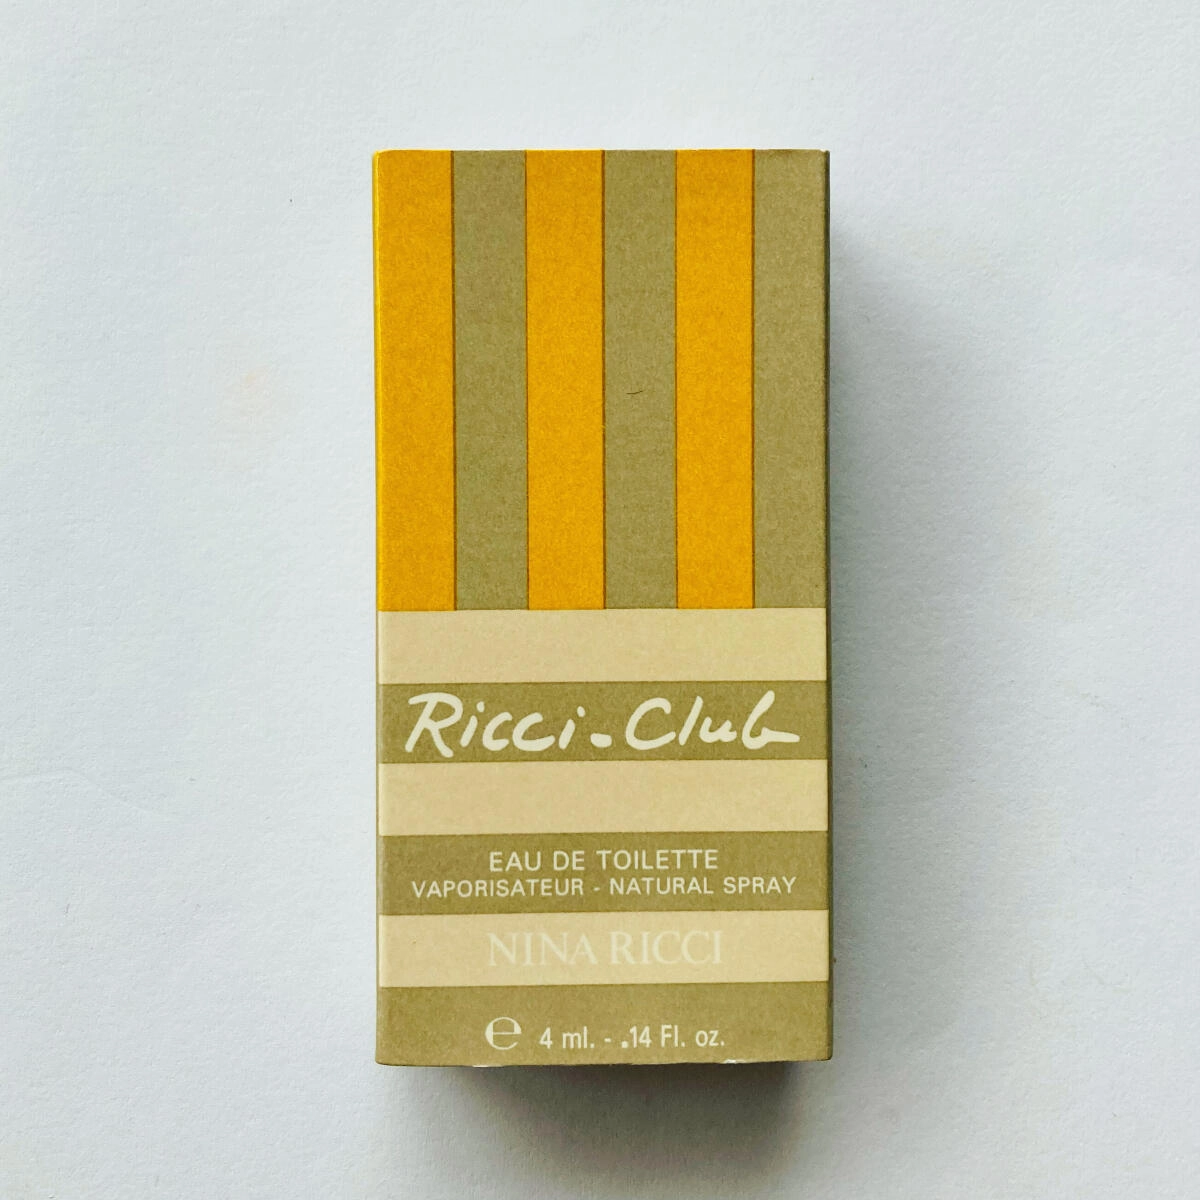 Ricci-Club
EAU DE TOILETTE
VAPORISATEUR - NATURAL SPRAY
NINA RICCI
℮ 4 ml. - .14 Fl. oz.